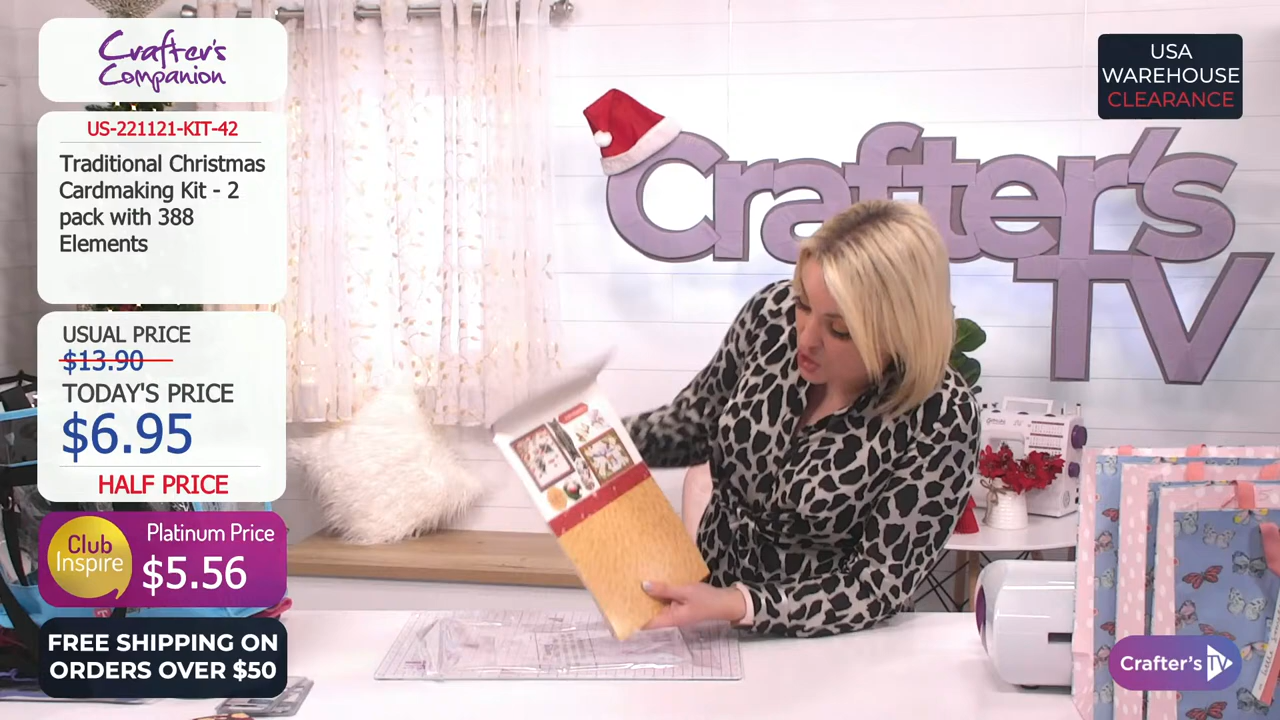 Crafter's
Companion
US-221121-KIT-42
Traditional Christmas
Cardmaking Kit - 2
pack with 388
Elements
USUAL PRICE
$13.90
TODAY'S PRICE
$6.95
HALF PRICE
Club
Inspire
Platinum Price
$5.56
FREE SHIPPING ON
ORDERS OVER $50
USA
WAREHOUSE
CLEARANCE
Crafter's
TV
Crafter's TV